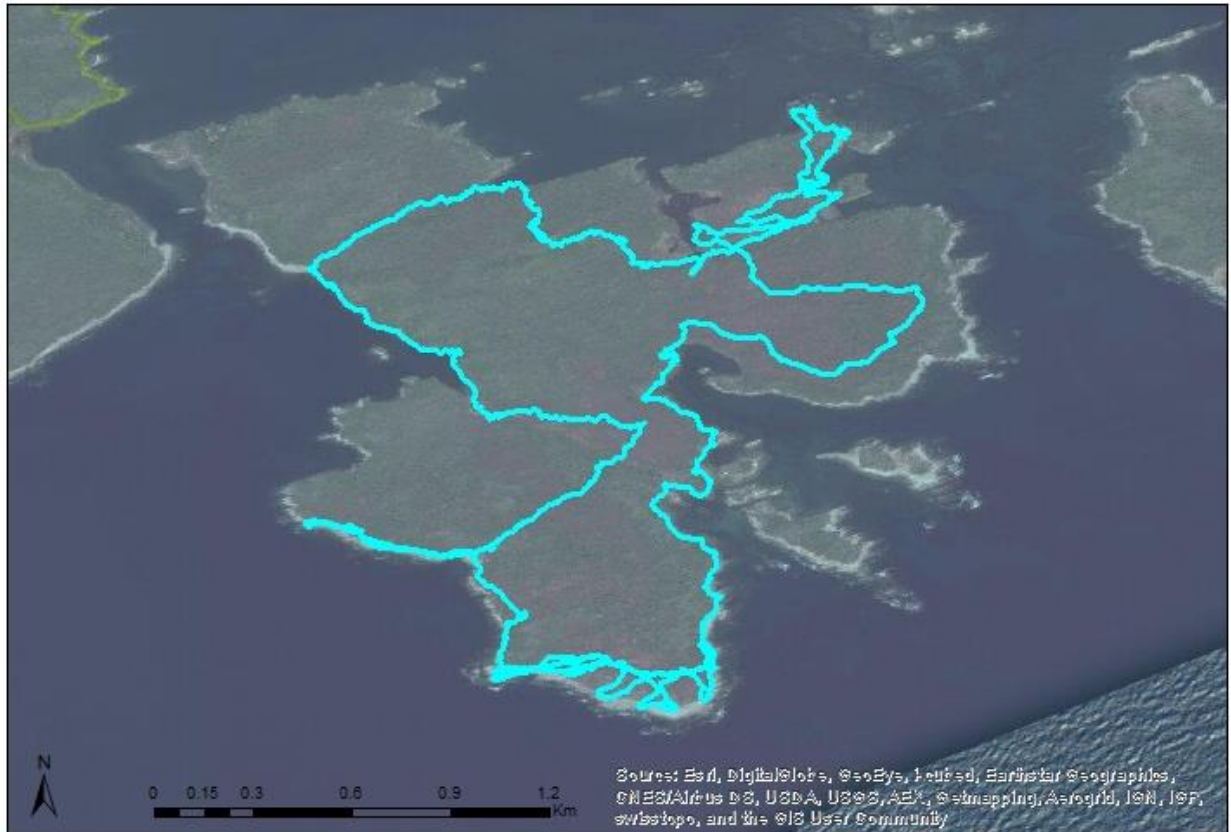 N
0 0.15 0.3 0.6 0.9 1.2
Km
Source: Esri, DigitalGlobe, GeoEye, i-cubed, Earthstar Geographics,
CNES/Airbus DS, USDA, USGS, AEX, Getmapping, Aerogrid, IGN, IGP,
swisstopo, and the GIS User Community